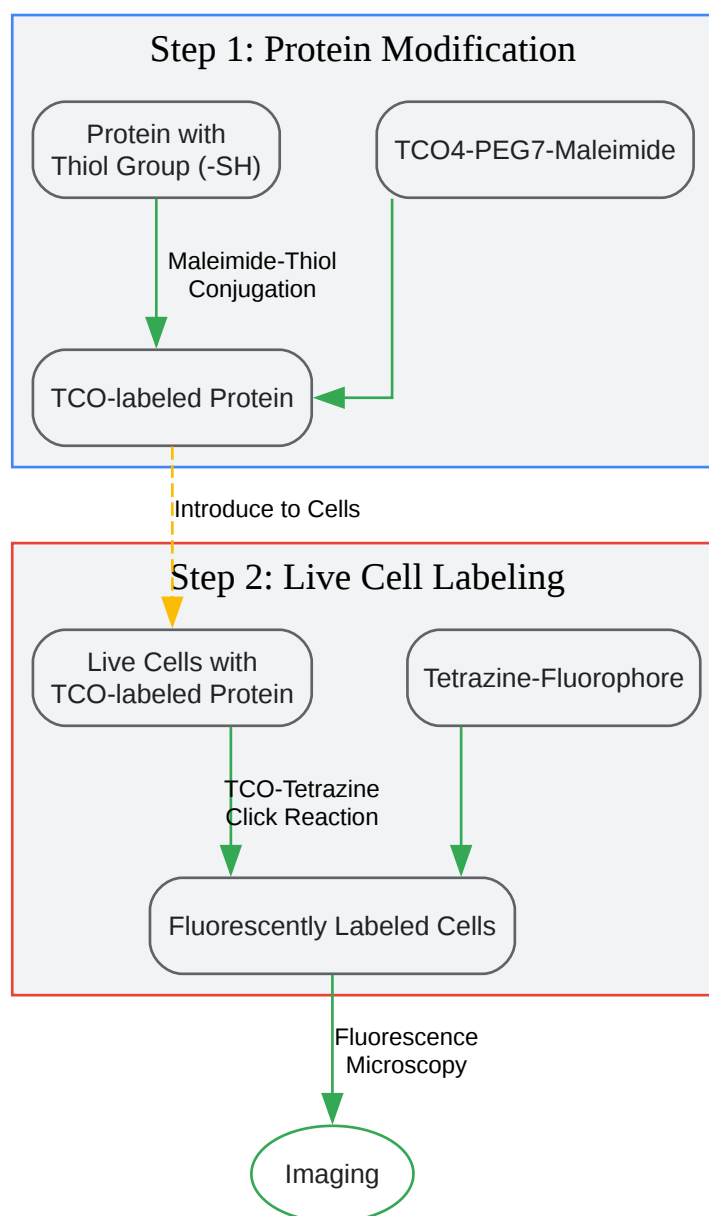 Step 1: Protein Modification
Protein with
Thiol Group (-SH)
TCO4-PEG7-Maleimide
Maleimide-Thiol
Conjugation
TCO-labeled Protein
Introduce to Cells
Step 2: Live Cell Labeling
Live Cells with
TCO-labeled Protein
Tetrazine-Fluorophore
TCO-Tetrazine
Click Reaction
Fluorescently Labeled Cells
Fluorescence
Microscopy
Imaging